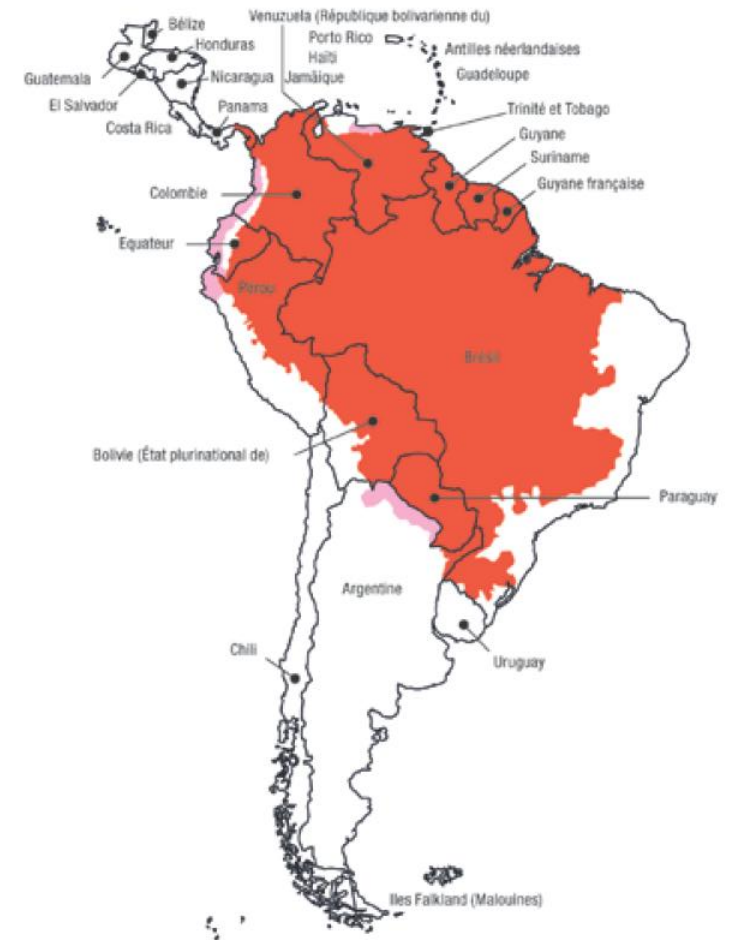 Venuzuela (République bolivarienne du)
Bélize
Porto Rico
Honduras
Haïti
Antilles néerlandaises
Guatemala
Nicaragua
Jamäique
Guadeloupe
El Salvador
Panama
Trinité et Tobago
Costa Rica
Guyane
Suriname
Guyane française
Colombie
Equateur
Perou
Brésil
Bolivie (État plurinational de)
Paraguay
Argentine
Chili
Uruguay
Iles Falkland (Malouines)